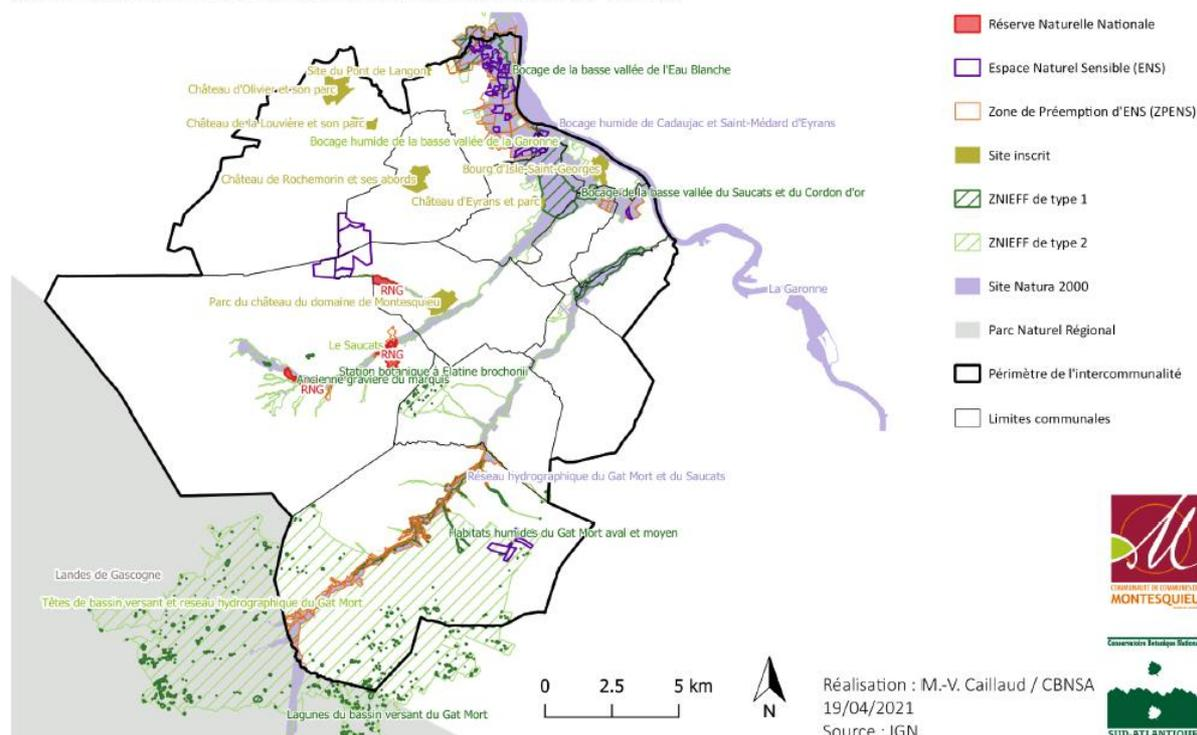 Site du Pont de Langon
Château d'Olivier et son parc
Château de la Louvière et son parc
Bocage de la basse vallée de l'Eau Blanche
Bocage humide de Cadaujac et Saint-Médard d'Eyrans
Bocage humide de la basse vallée de la Garonne
Bourg d'Isle-Saint-Georges
Château de Rochemorin et ses abords
Bocage de la basse vallée du Saucats et du Cordon d'or
Château d'Eyrans et parc
RNG
Parc du château du domaine de Montesquieu
La Garonne
Le Saucats
RNG
Station botanique à Elatine brochonii
Ancienne gravière du marquis
RNG
Réseau hydrographique du Gat Mort et du Saucats
Habitats humides du Gat Mort aval et moyen
Landes de Gascogne
Têtes de bassin versant et reseau hydrographique du Gat Mort
Lagunes du bassin versant du Gat Mort
Réserve Naturelle Nationale
Espace Naturel Sensible (ENS)
Zone de Préemption d'ENS (ZPENS)
Site inscrit
ZNIEFF de type 1
ZNIEFF de type 2
Site Natura 2000
Parc Naturel Régional
Périmètre de l'intercommunalité
Limites communales
0 2.5 5 km
N
Réalisation : M.-V. Caillaud / CBNSA
19/04/2021
Source : IGN
M
COMMUNAUTÉ DE COMMUNES DE
MONTESQUIEU
Conservatoire Botanique National
SUD-ATLANTIQUE